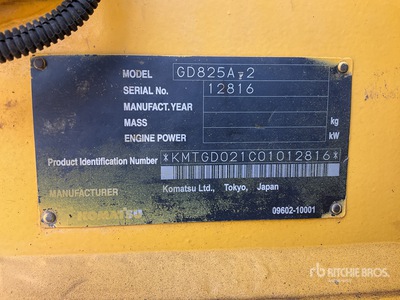 MODEL GD825A-2
SERIAL No. 12816
MANUFACT. YEAR
MASS kg
ENGINE POWER kW
Product Identification Number *KMTGD021C01012816*
MANUFACTURER Komatsu Ltd., Tokyo, Japan
KOMATSU 09602-10001
rb RITCHIE BROS.